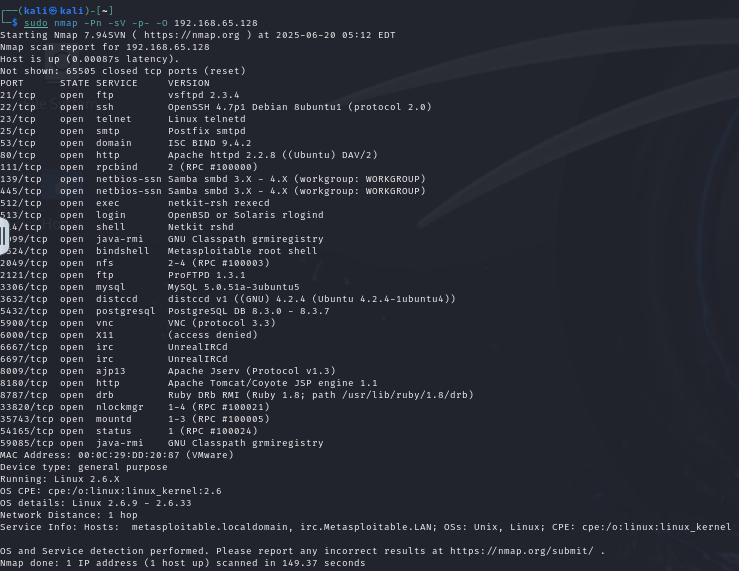 ┌──(kali㉿kali)-[~]
└─$ sudo nmap -Pn -sV -p- -O 192.168.65.128
Starting Nmap 7.94SVN ( https://nmap.org ) at 2025-06-20 05:12 EDT
Nmap scan report for 192.168.65.128
Host is up (0.00087s latency).
Not shown: 65505 closed tcp ports (reset)
PORT      STATE SERVICE     VERSION
21/tcp    open  ftp         vsftpd 2.3.4
22/tcp    open  ssh         OpenSSH 4.7p1 Debian 8ubuntu1 (protocol 2.0)
23/tcp    open  telnet      Linux telnetd
25/tcp    open  smtp        Postfix smtpd
53/tcp    open  domain      ISC BIND 9.4.2
80/tcp    open  http        Apache httpd 2.2.8 ((Ubuntu) DAV/2)
111/tcp   open  rpcbind     2 (RPC #100000)
139/tcp   open  netbios-ssn Samba smbd 3.X - 4.X (workgroup: WORKGROUP)
445/tcp   open  netbios-ssn Samba smbd 3.X - 4.X (workgroup: WORKGROUP)
512/tcp   open  exec        netkit-rsh rexecd
513/tcp   open  login       OpenBSD or Solaris rlogind
4/tcp   open  shell       Netkit rshd
099/tcp  open  java-rmi    GNU Classpath grmiregistry
524/tcp  open  bindshell   Metasploitable root shell
2049/tcp  open  nfs         2-4 (RPC #100003)
2121/tcp  open  ftp         ProFTPD 1.3.1
3306/tcp  open  mysql       MySQL 5.0.51a-3ubuntu5
3632/tcp  open  distccd     distccd v1 ((GNU) 4.2.4 (Ubuntu 4.2.4-1ubuntu4))
5432/tcp  open  postgresql  PostgreSQL DB 8.3.0 - 8.3.7
5900/tcp  open  vnc         VNC (protocol 3.3)
6000/tcp  open  X11         (access denied)
6667/tcp  open  irc         UnrealIRCd
6697/tcp  open  irc         UnrealIRCd
8009/tcp  open  ajp13       Apache Jserv (Protocol v1.3)
8180/tcp  open  http        Apache Tomcat/Coyote JSP engine 1.1
8787/tcp  open  drb         Ruby DRb RMI (Ruby 1.8; path /usr/lib/ruby/1.8/drb)
33820/tcp open  nlockmgr    1-4 (RPC #100021)
35743/tcp open  mountd      1-3 (RPC #100005)
54165/tcp open  status      1 (RPC #100024)
59085/tcp open  java-rmi    GNU Classpath grmiregistry
MAC Address: 00:0C:29:DD:20:87 (VMware)
Device type: general purpose
Running: Linux 2.6.X
OS CPE: cpe:/o:linux:linux_kernel:2.6
OS details: Linux 2.6.9 - 2.6.33
Network Distance: 1 hop
Service Info: Hosts:  metasploitable.localdomain, irc.Metasploitable.LAN; OSs: Unix, Linux; CPE: cpe:/o:linux:linux_kernel

OS and Service detection performed. Please report any incorrect results at https://nmap.org/submit/ .
Nmap done: 1 IP address (1 host up) scanned in 149.37 seconds